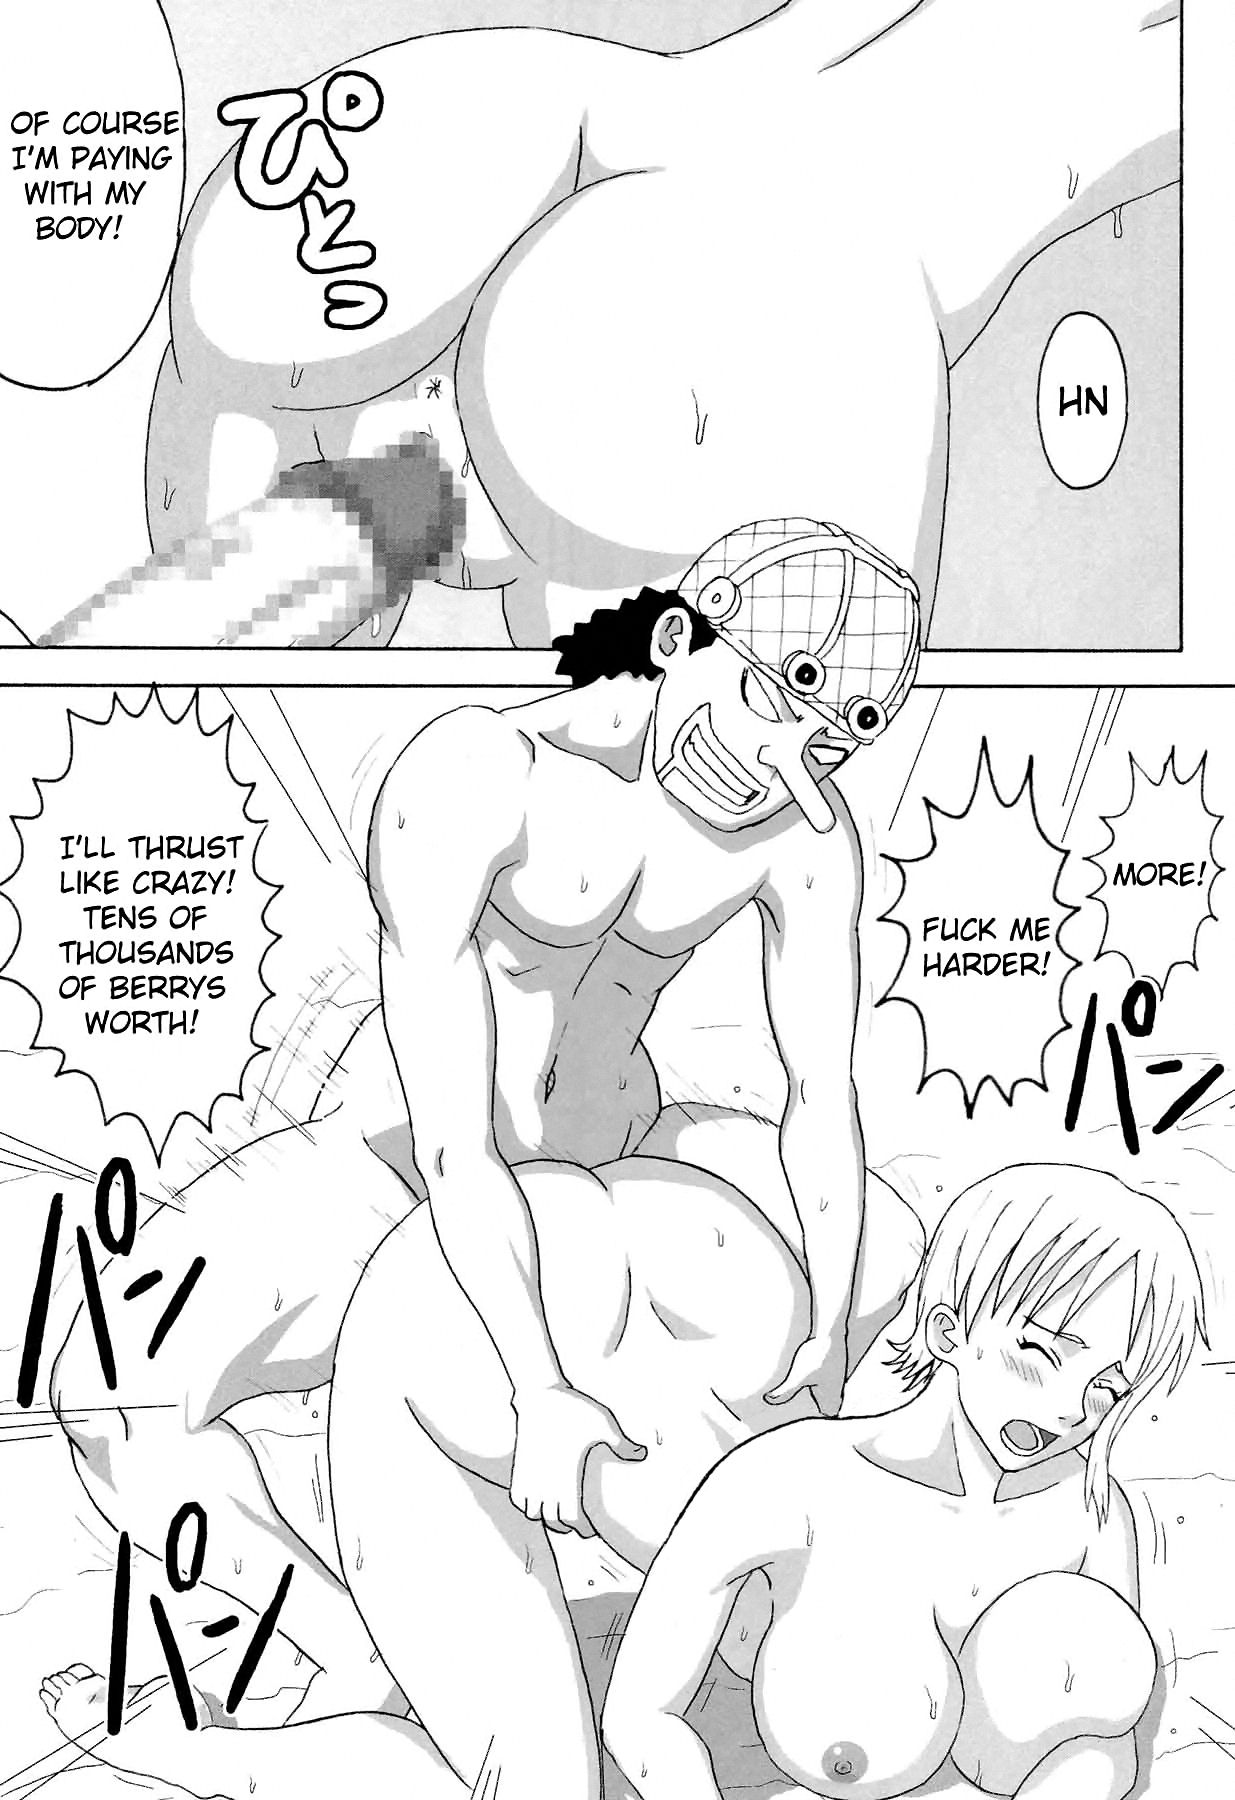 HN
ぴとっ
OF COURSE
I'M PAYING
WITH MY
BODY!
MORE!
FUCK ME
HARDER!
パン
I'LL THRUST
LIKE CRAZY!
TENS OF
THOUSANDS
OF BERRYS
WORTH!
パン
パン